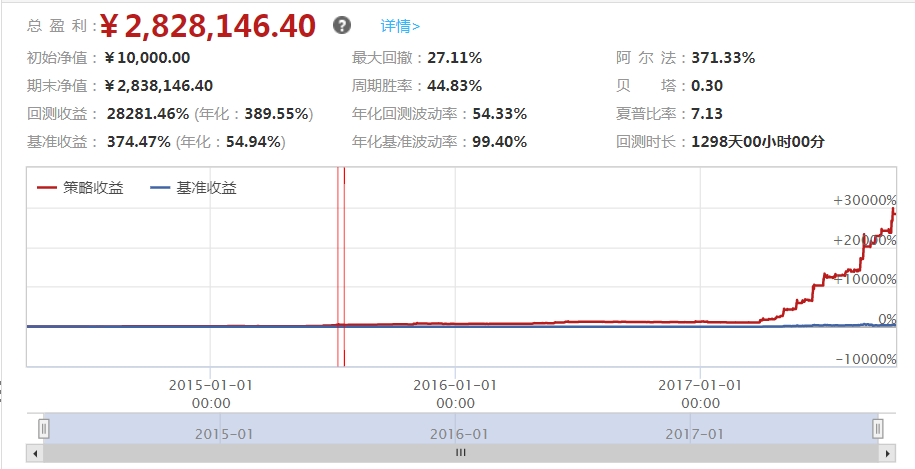 总 盈 利：¥ 2,828,146.40 ? 详情>
初始净值：¥10,000.00 最大回撤：27.11% 阿 尔 法：371.33%
期末净值：¥2,838,146.40 周期胜率：44.83% 贝 塔：0.30
回测收益： 28281.46% (年化：389.55%) 年化回测波动率：54.33% 夏普比率：7.13
基准收益： 374.47% (年化：54.94%) 年化基准波动率：99.40% 回测时长：1298天00小时00分
策略收益 基准收益
+30000%
+20000%
+10000%
0%
-10000%
2015-01-01 2016-01-01 2017-01-01
00:00 00:00 00:00
2015-01 2016-01 2017-01